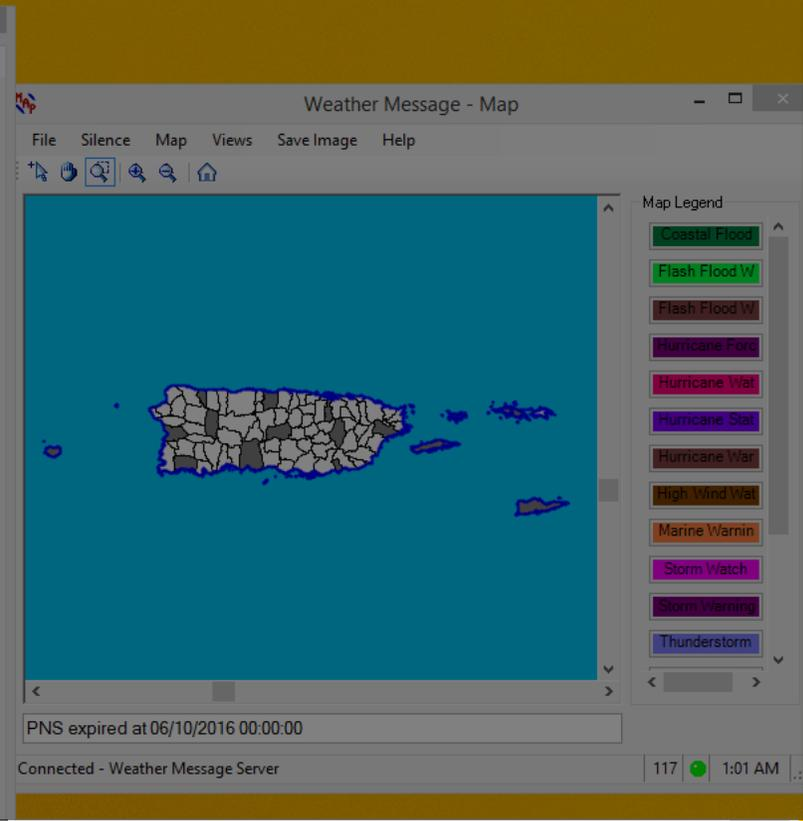 MAP
Weather Message - Map
File Silence Map Views Save Image Help
Map Legend
Coastal Flood
Flash Flood W
Flash Flood W
Hurricane Forc
Hurricane Wat
Hurricane Stat
Hurricane War
High Wind Wat
Marine Warnin
Storm Watch
Storm Warning
Thunderstorm
PNS expired at 06/10/2016 00:00:00
Connected - Weather Message Server 117 1:01 AM